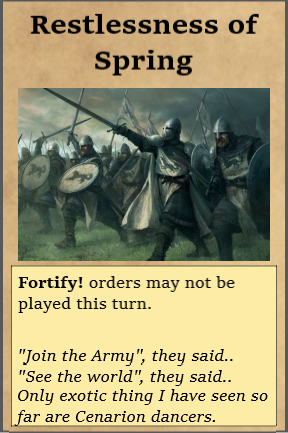 Restlessness of
Spring
Fortify! orders may not be
played this turn.
"Join the Army", they said..
"See the world", they said..
Only exotic thing I have seen so
far are Cenarion dancers.